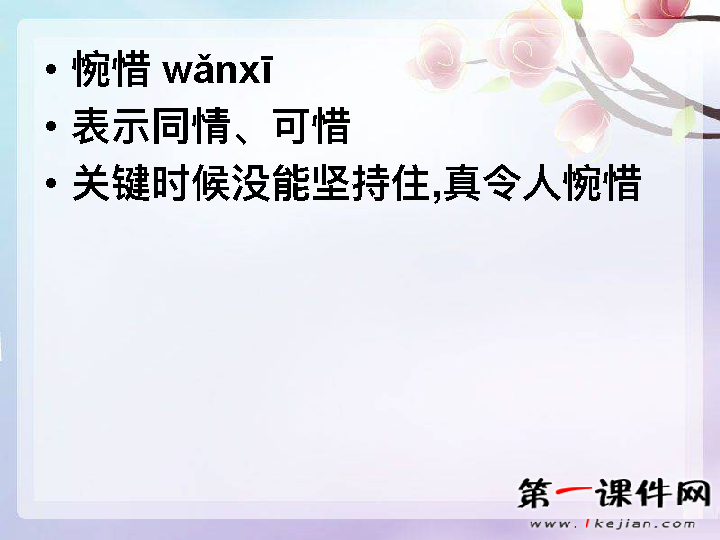 • 惋惜 wǎnxī
• 表示同情、可惜
• 关键时候没能坚持住,真令人惋惜
第一课件网
www.1kejian.com